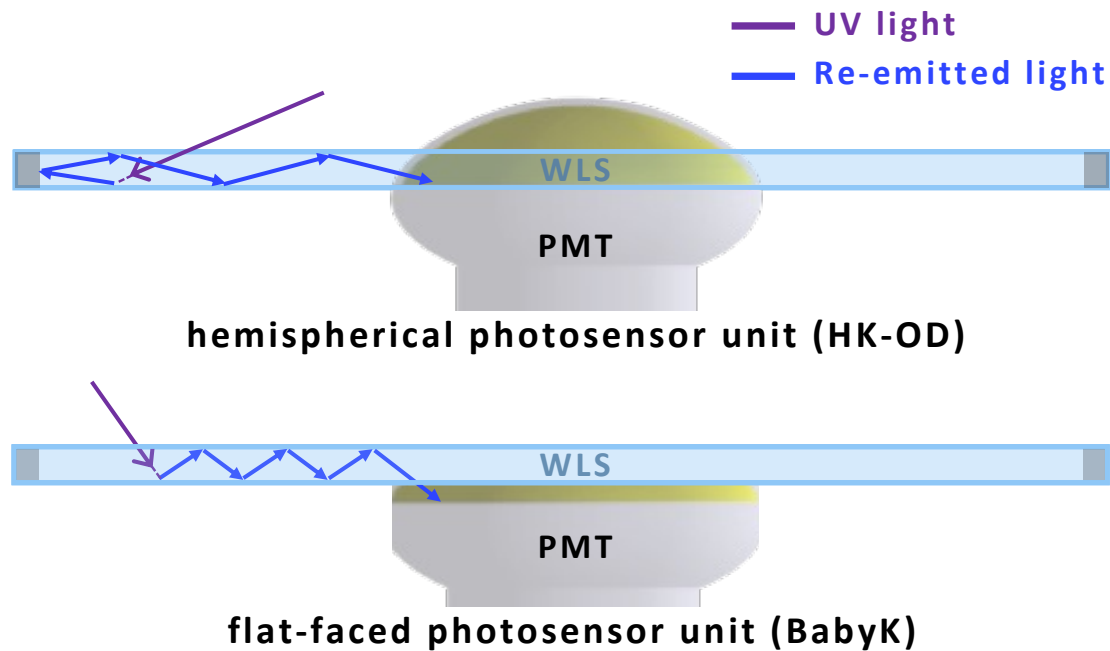 UV light
Re-emitted light
WLS
PMT
hemispherical photosensor unit (HK-OD)
WLS
PMT
flat-faced photosensor unit (BabyK)